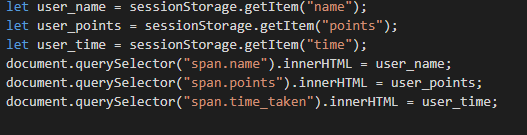 let user_name = sessionStorage.getItem("name");
let user_points = sessionStorage.getItem("points");
let user_time = sessionStorage.getItem("time");
document.querySelector("span.name").innerHTML = user_name;
document.querySelector("span.points").innerHTML = user_points;
document.querySelector("span.time_taken").innerHTML = user_time;